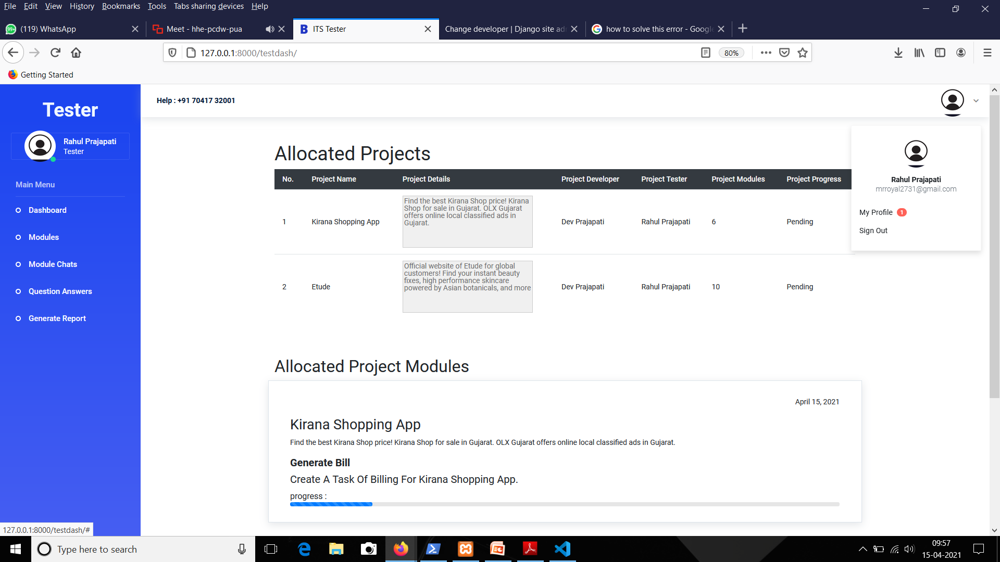 File Edit View History Bookmarks Tools Tabs sharing devices Help
(119) WhatsApp
Meet - hhe-pcdw-pua
ITS Tester
Change developer | Django site ad
how to solve this error - Google
127.0.0.1:8000/testdash/
80%
Getting Started
Tester
Rahul Prajapati
Tester
Main Menu
Dashboard
Modules
Module Chats
Question Answers
Generate Report
127.0.0.1:8000/testdash/#
Help : +91 70417 32001
Rahul Prajapati
mrroyal2731@gmail.com
My Profile 1
Sign Out
Allocated Projects
No. Project Name Project Details Project Developer Project Tester Project Modules Project Progress
1 Kirana Shopping App
Find the best Kirana Shop price! Kirana
Shop for sale in Gujarat. OLX Gujarat
offers online local classified ads in
Gujarat.
Dev Prajapati Rahul Prajapati 6 Pending
2 Etude
Official website of Etude for global
customers! Find your instant beauty
fixes, high performance skincare
powered by Asian botanicals, and more
Dev Prajapati Rahul Prajapati 10 Pending
Allocated Project Modules
April 15, 2021
Kirana Shopping App
Find the best Kirana Shop price! Kirana Shop for sale in Gujarat. OLX Gujarat offers online local classified ads in Gujarat.
Generate Bill
Create A Task Of Billing For Kirana Shopping App.
progress :
Type here to search
09:57
15-04-2021